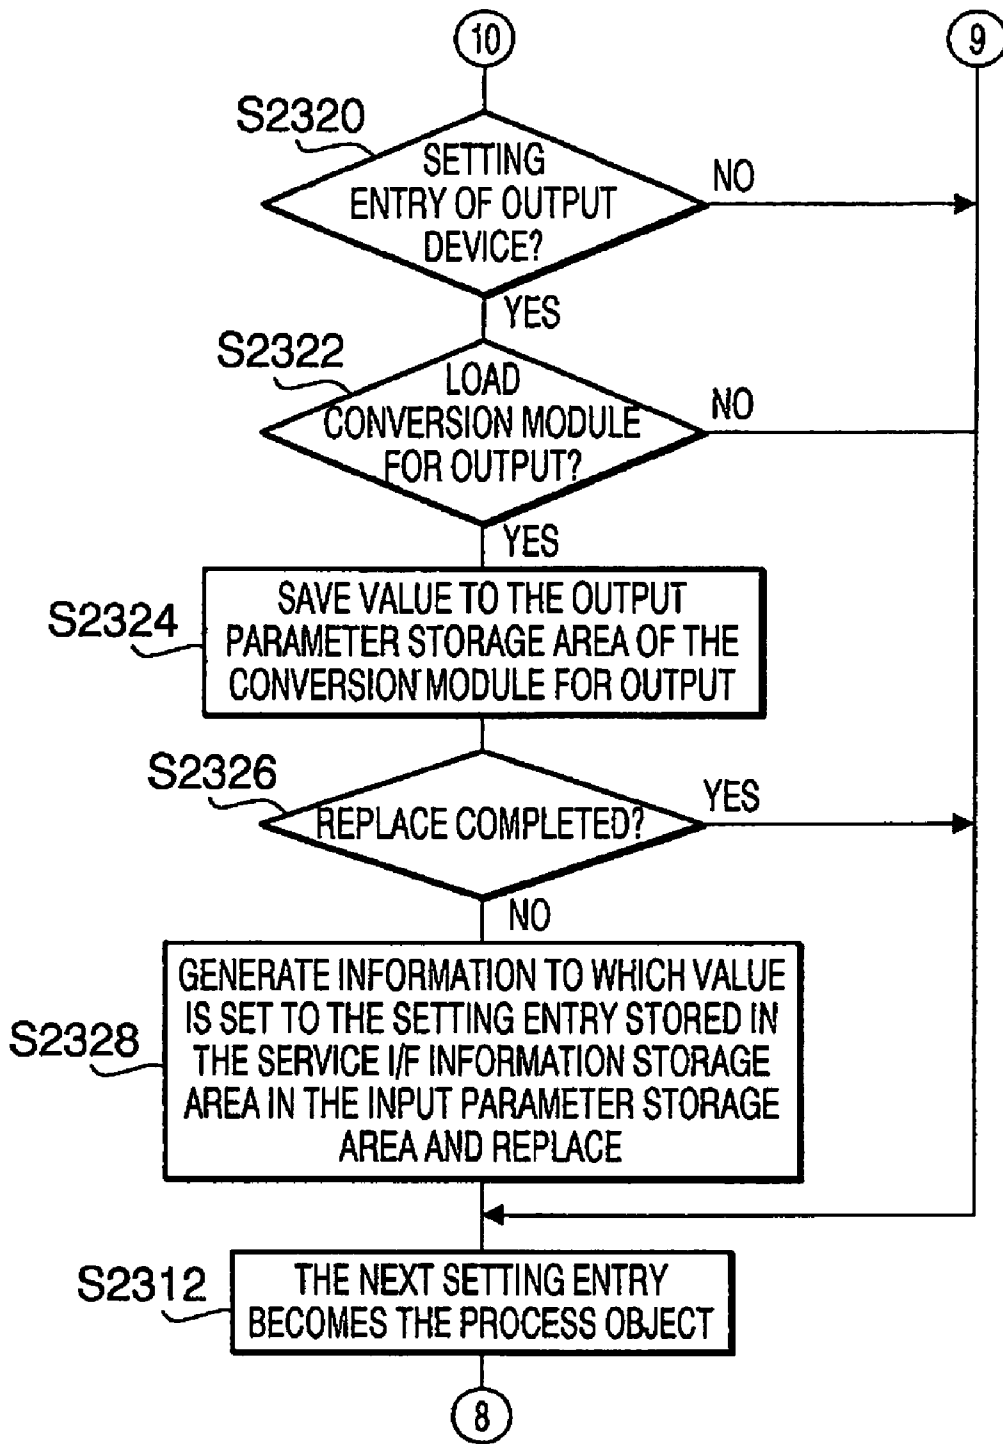 10
9
S2320
SETTING
ENTRY OF OUTPUT
DEVICE?
NO
YES
S2322
LOAD
CONVERSION MODULE
FOR OUTPUT?
NO
YES
S2324
SAVE VALUE TO THE OUTPUT
PARAMETER STORAGE AREA OF THE
CONVERSION MODULE FOR OUTPUT
S2326
REPLACE COMPLETED?
YES
NO
S2328
GENERATE INFORMATION TO WHICH VALUE
IS SET TO THE SETTING ENTRY STORED IN
THE SERVICE I/F INFORMATION STORAGE
AREA IN THE INPUT PARAMETER STORAGE
AREA AND REPLACE
S2312
THE NEXT SETTING ENTRY
BECOMES THE PROCESS OBJECT
8